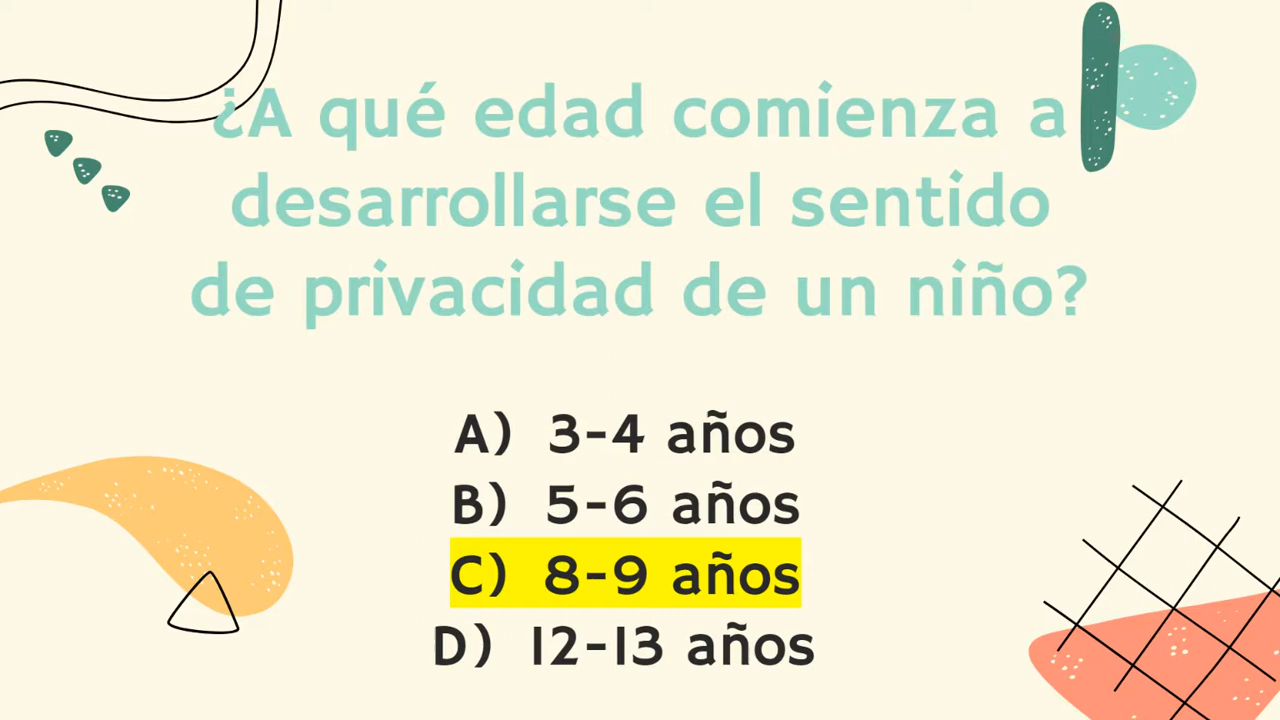 ¿A qué edad comienza a
desarrollarse el sentido
de privacidad de un niño?
A) 3-4 años
B) 5-6 años
C) 8-9 años
D) 12-13 años